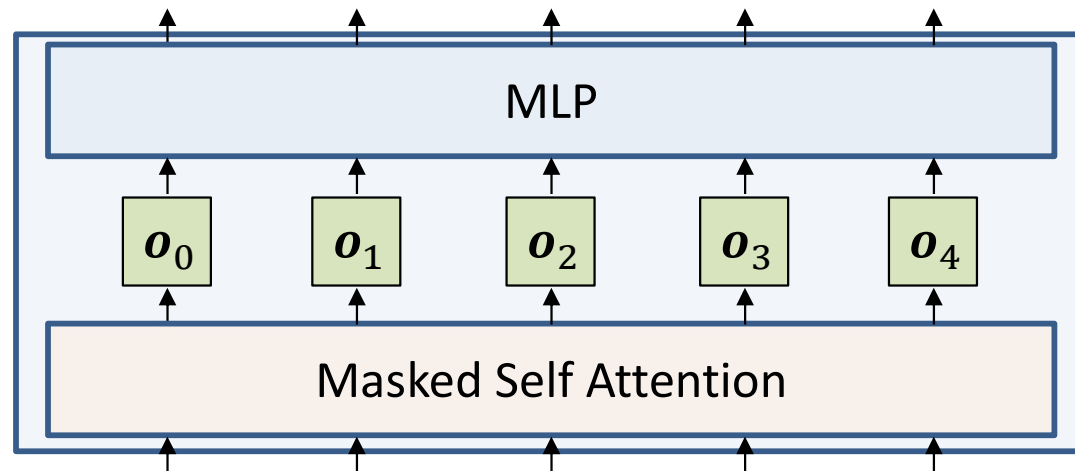 MLP
o₀ o₁ o₂ o₃ o₄
Masked Self Attention